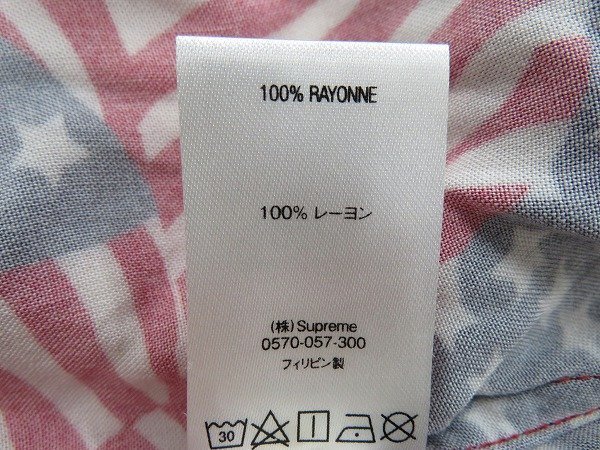 100% RAYONNE
100% レーヨン
(株) Supreme
0570-057-300
フィリピン製
30